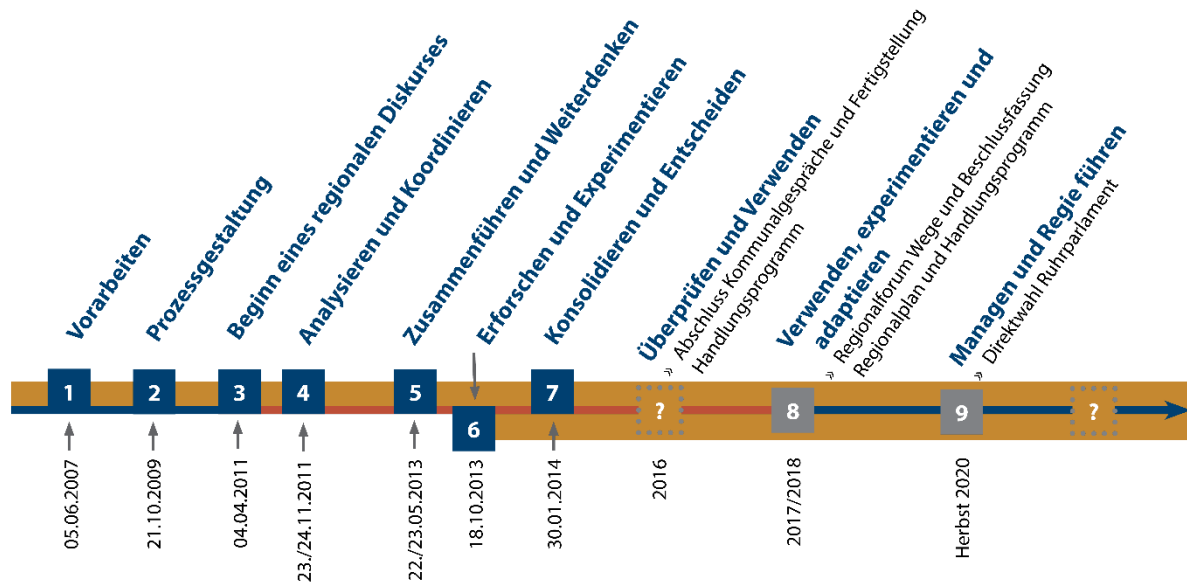 Vorarbeiten
Prozessgestaltung
Beginn eines regionalen Diskurses
Analysieren und Koordinieren
Zusammenführen und Weiterdenken
Erforschen und Experimentieren
Konsolidieren und Entscheiden
Überprüfen und Verwenden
» Abschluss Kommunalgespräche und Fertigstellung
Handlungsprogramm
Verwenden, experimentieren und
adaptieren
» Regionalforum Wege und Beschlussfassung
Regionalplan und Handlungsprogramm
Managen und Regie führen
» Direktwahl Ruhrparlament
1
2
3
4
5
6
7
?
8
9
?
05.06.2007
21.10.2009
04.04.2011
23./24.11.2011
22./23.05.2013
18.10.2013
30.01.2014
2016
2017/2018
Herbst 2020